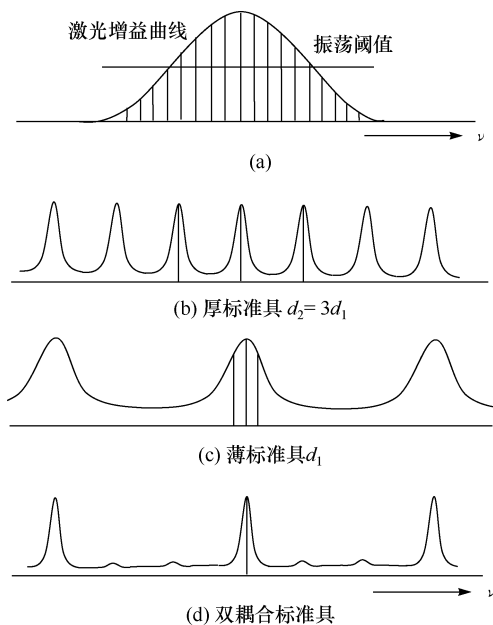 激光增益曲线
振荡阈值
ν
(a)
(b) 厚标准具 d₂= 3d₁
(c) 薄标准具d₁
ν
(d) 双耦合标准具